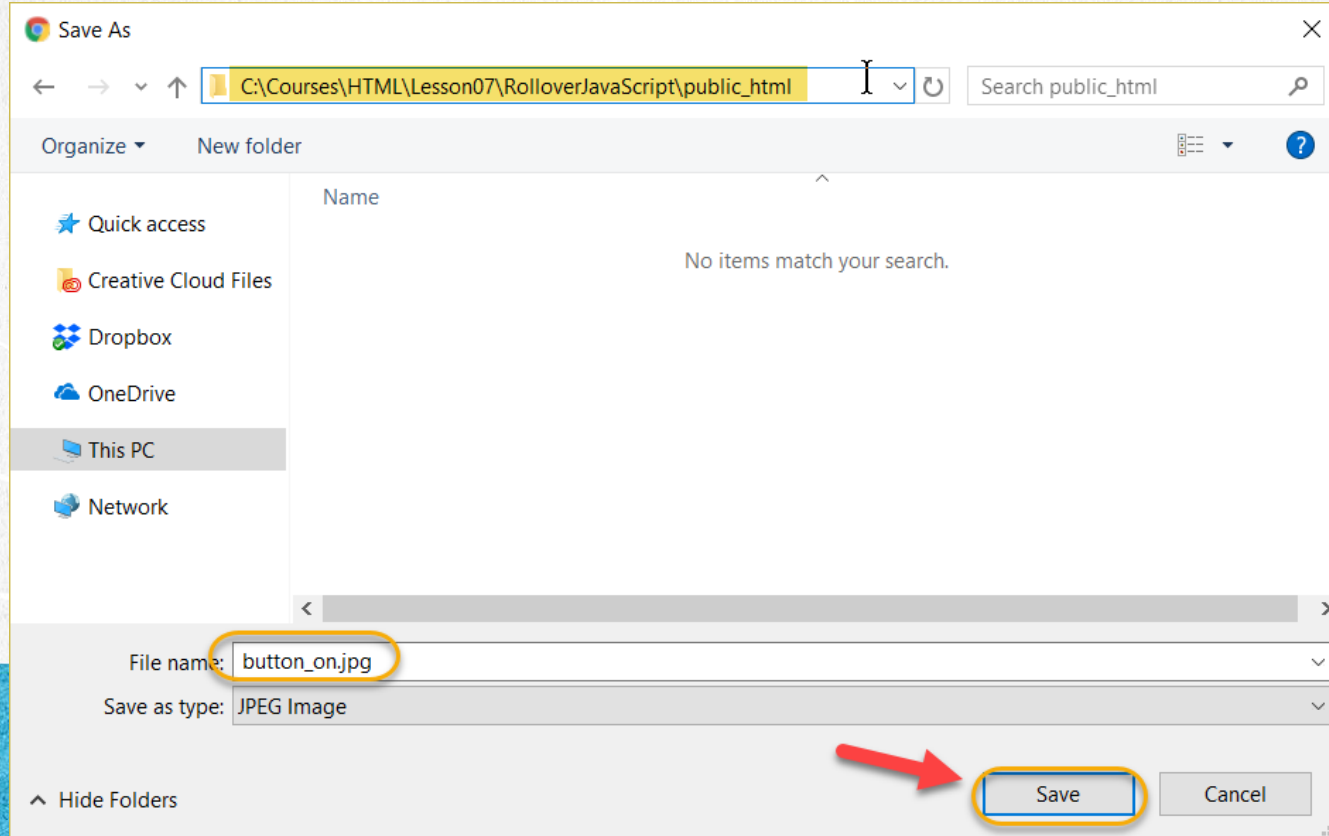 Save As
C:\Courses\HTML\Lesson07\RolloverJavaScript\public_html
Search public_html
Organize
New folder
?
Name
Quick access
No items match your search.
Creative Cloud Files
Dropbox
OneDrive
This PC
Network
File name: button_on.jpg
Save as type: JPEG Image
Hide Folders
Save
Cancel